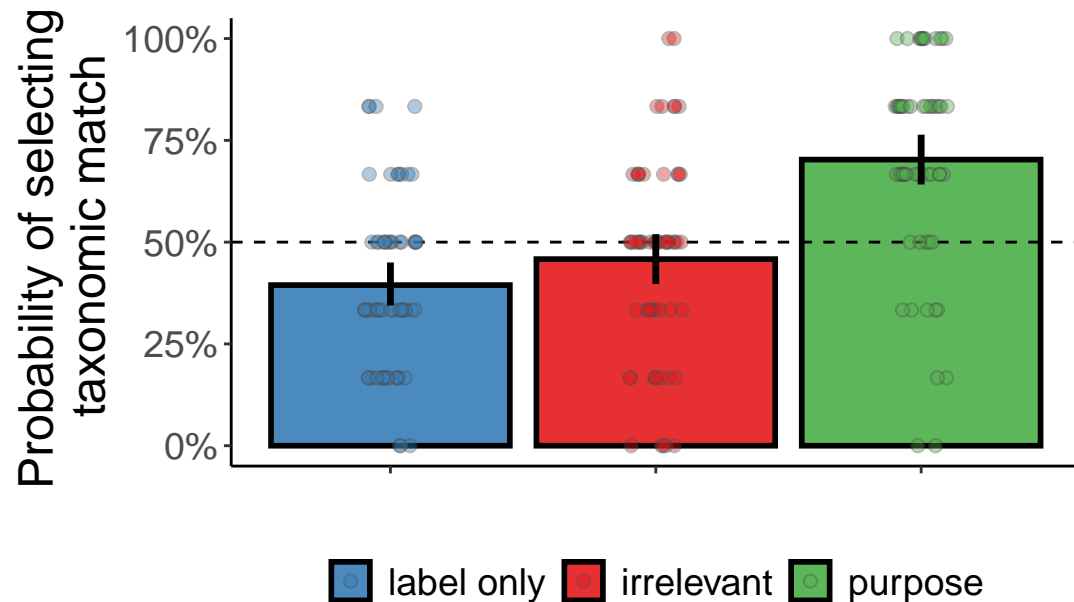 Probability of selecting
taxonomic match
100%
75%
50%
25%
0%
label only
irrelevant
purpose